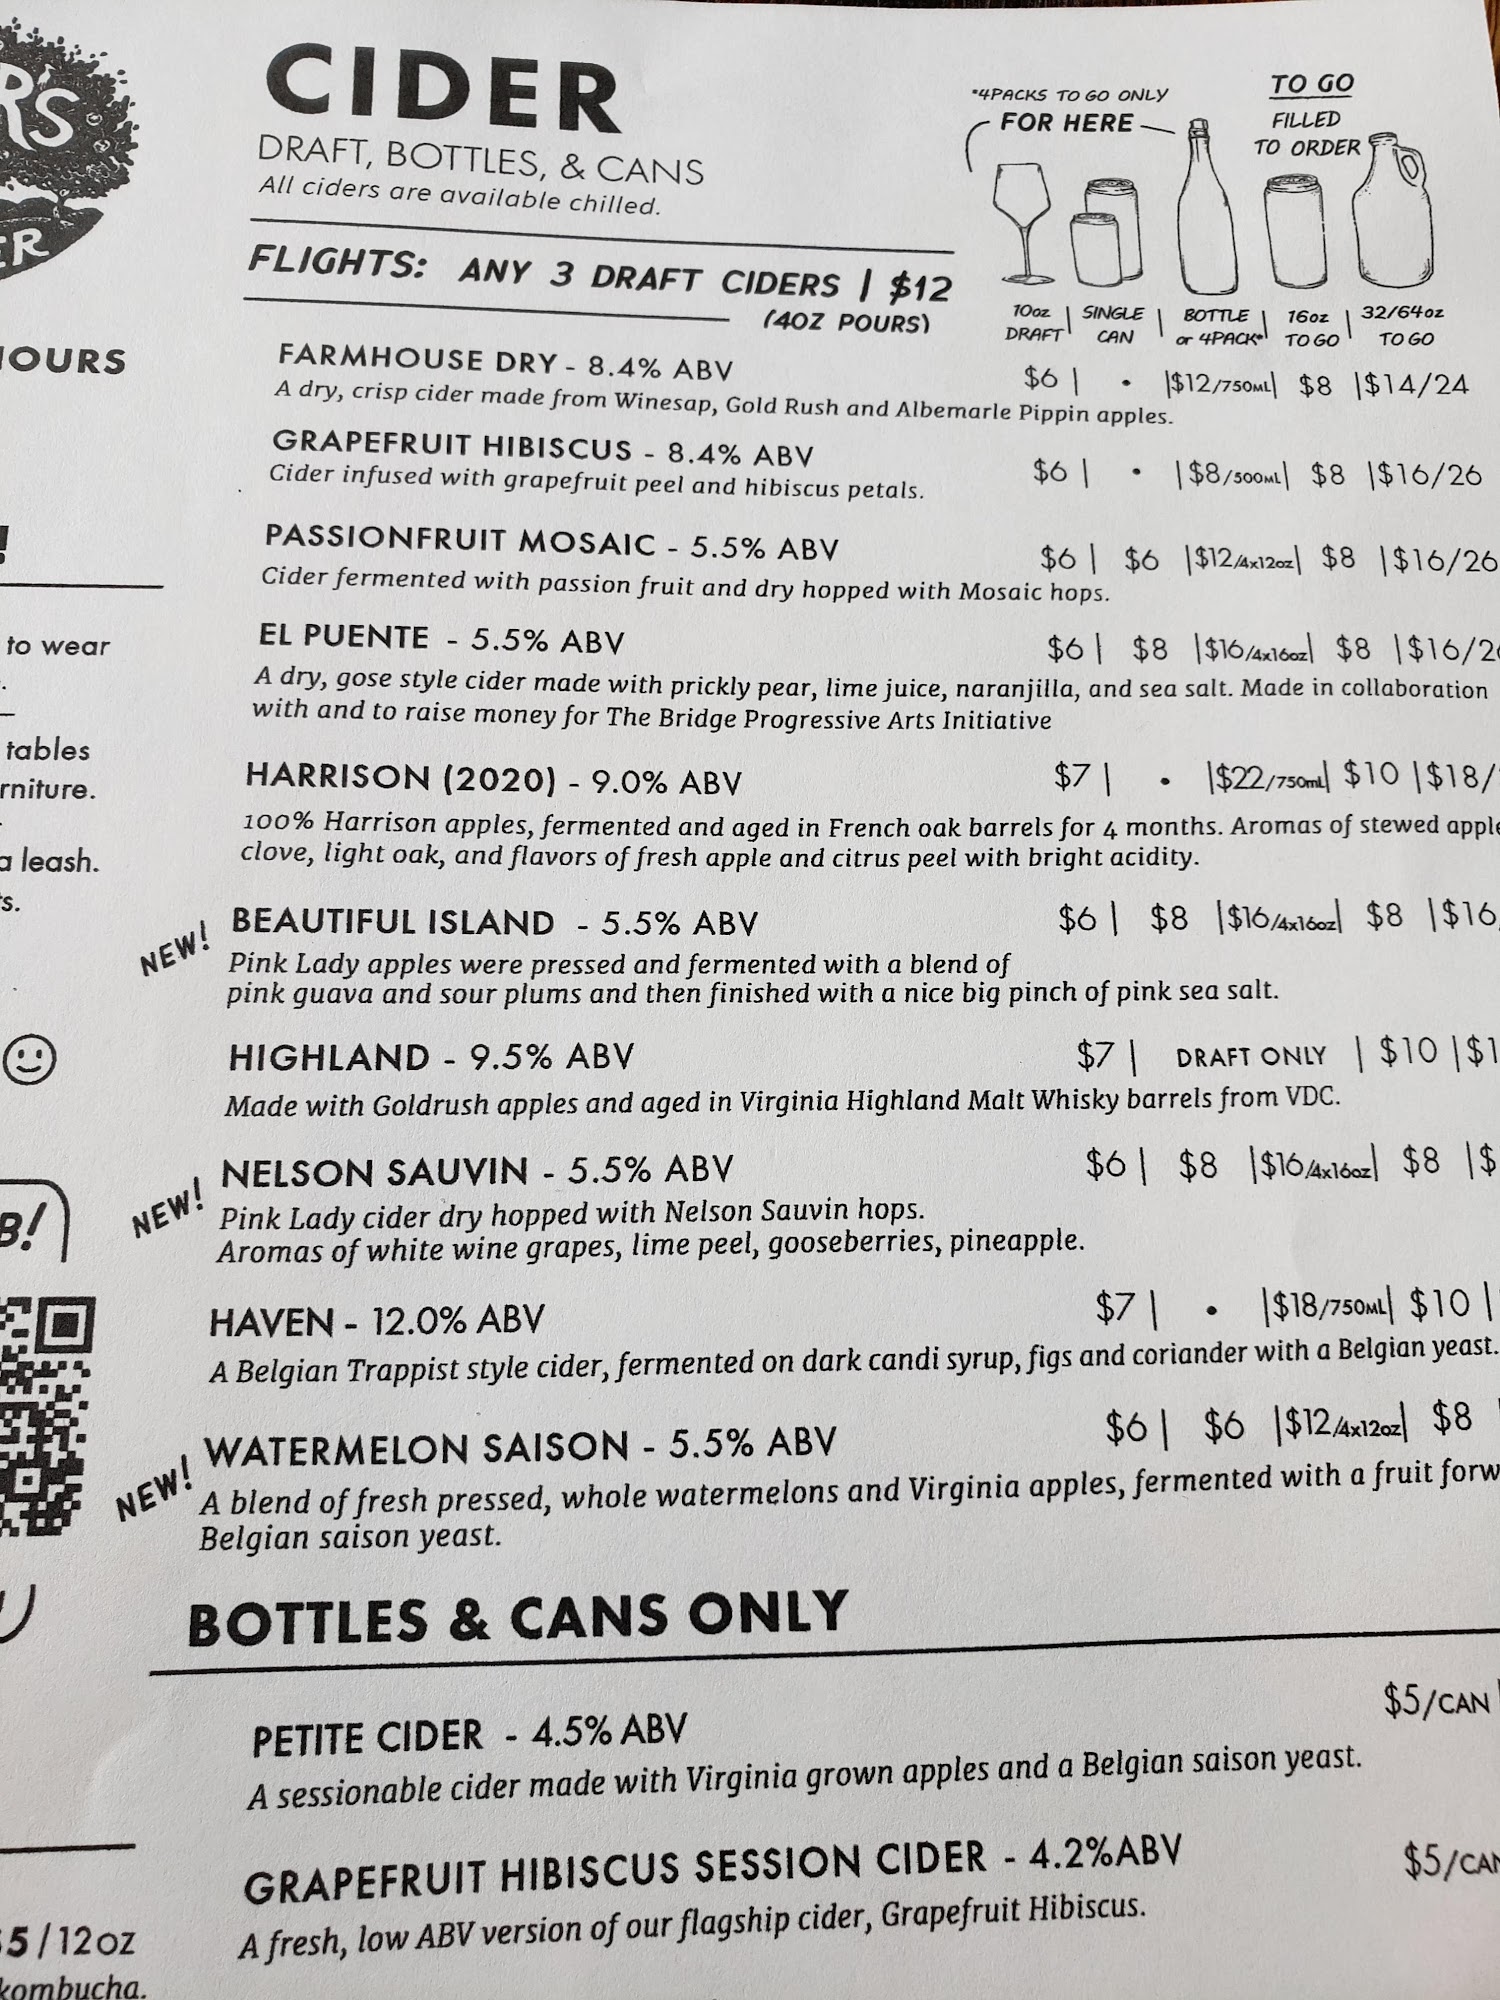 RS
ER
HOURS
!
to wear
tables
rniture.
a leash.
s.
B!
$5/12oz
kombucha.
CIDER
DRAFT, BOTTLES, & CANS
All ciders are available chilled.
FLIGHTS: ANY 3 DRAFT CIDERS | $12
(4OZ POURS)
*4PACKS TO GO ONLY
FOR HERE
TO GO
FILLED
TO ORDER
10oz DRAFT | SINGLE CAN | BOTTLE or 4PACK* | 16oz TO GO | 32/64oz TO GO
FARMHOUSE DRY - 8.4% ABV $6 | • |$12/750ML| $8 |$14/24
A dry, crisp cider made from Winesap, Gold Rush and Albemarle Pippin apples.
GRAPEFRUIT HIBISCUS - 8.4% ABV $6 | • |$8/500ML| $8 |$16/26
Cider infused with grapefruit peel and hibiscus petals.
PASSIONFRUIT MOSAIC - 5.5% ABV $6 | $6 |$12/4x12oz| $8 |$16/26
Cider fermented with passion fruit and dry hopped with Mosaic hops.
EL PUENTE - 5.5% ABV $6 | $8 |$16/4x16oz| $8 |$16/26
A dry, gose style cider made with prickly pear, lime juice, naranjilla, and sea salt. Made in collaboration
with and to raise money for The Bridge Progressive Arts Initiative
HARRISON (2020) - 9.0% ABV $7 | • |$22/750mL| $10 |$18/
100% Harrison apples, fermented and aged in French oak barrels for 4 months. Aromas of stewed apple
clove, light oak, and flavors of fresh apple and citrus peel with bright acidity.
NEW! BEAUTIFUL ISLAND - 5.5% ABV $6 | $8 |$16/4x16oz| $8 |$16/
Pink Lady apples were pressed and fermented with a blend of
pink guava and sour plums and then finished with a nice big pinch of pink sea salt.
HIGHLAND - 9.5% ABV $7 | DRAFT ONLY | $10 |$1
Made with Goldrush apples and aged in Virginia Highland Malt Whisky barrels from VDC.
NEW! NELSON SAUVIN - 5.5% ABV $6 | $8 |$16/4x16oz| $8 |$
Pink Lady cider dry hopped with Nelson Sauvin hops.
Aromas of white wine grapes, lime peel, gooseberries, pineapple.
HAVEN - 12.0% ABV $7 | • |$18/750ML| $10 |
A Belgian Trappist style cider, fermented on dark candi syrup, figs and coriander with a Belgian yeast.
NEW! WATERMELON SAISON - 5.5% ABV $6 | $6 |$12/4x12oz| $8
A blend of fresh pressed, whole watermelons and Virginia apples, fermented with a fruit forw
Belgian saison yeast.
BOTTLES & CANS ONLY
PETITE CIDER - 4.5% ABV $5/CAN
A sessionable cider made with Virginia grown apples and a Belgian saison yeast.
GRAPEFRUIT HIBISCUS SESSION CIDER - 4.2%ABV $5/CAN
A fresh, low ABV version of our flagship cider, Grapefruit Hibiscus.